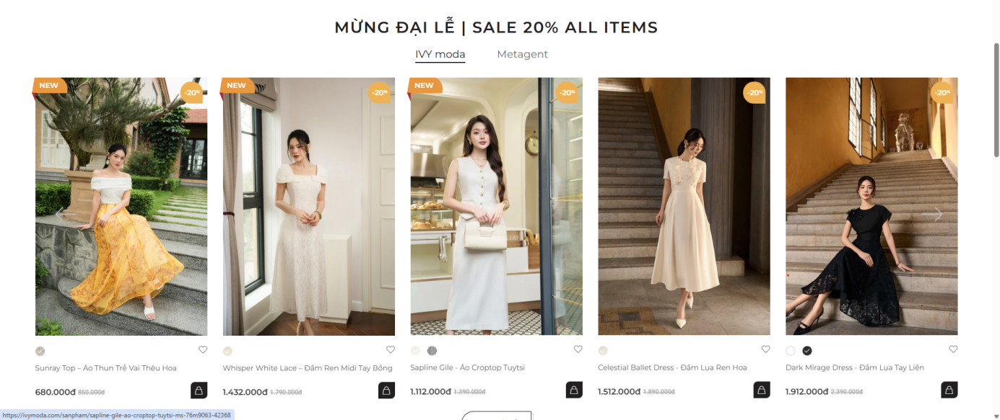 MỪNG ĐẠI LỄ | SALE 20% ALL ITEMS
IVY moda
Metagent
NEW
-20%
NEW
-20%
NEW
-20%
-20%
-20%
Sunray Top – Áo Thun Trễ Vai Thêu Hoa
680.000đ 850.000đ
Whisper White Lace – Đầm Ren Midi Tay Bồng
1.432.000đ 1.790.000đ
Sapline Gile - Áo Croptop Tuytsi
1.112.000đ 1.390.000đ
Celestial Ballet Dress - Đầm Lụa Ren Hoa
1.512.000đ 1.890.000đ
Dark Mirage Dress - Đầm Lụa Tay Liền
1.912.000đ 2.390.000đ
https://ivymoda.com/sanpham/sapline-gile-ao-croptop-tuytsi-ms-76m9063-42368